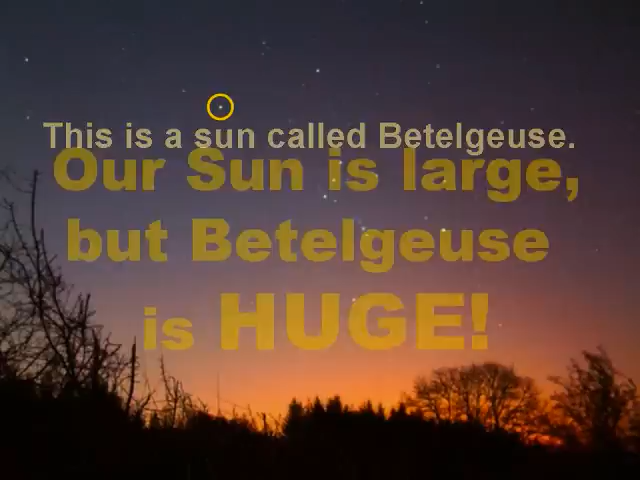 This is a sun called Betelgeuse.
Our Sun is large,
but Betelgeuse
is HUGE!